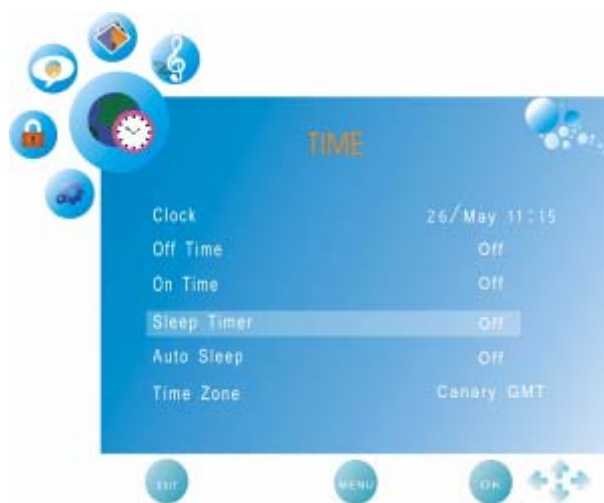 TIME
Clock 26/May 11:15
Off Time Off
On Time Off
Sleep Timer Off
Auto Sleep Off
Time Zone Canary GMT
EXIT MENU OK